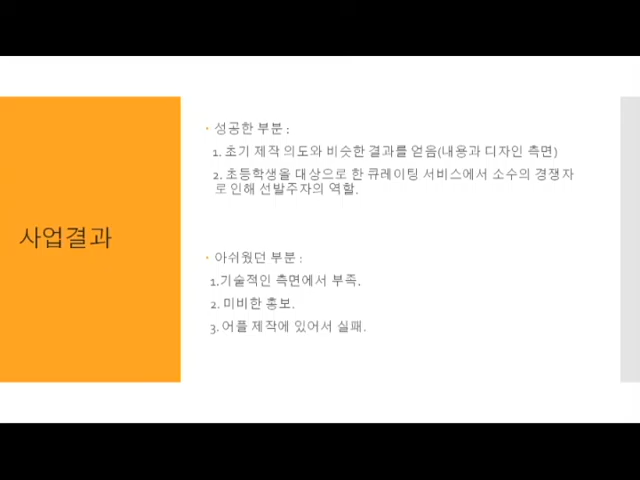 사업결과
성공한 부분 :
1. 초기 제작 의도와 비슷한 결과를 얻음(내용과 디자인 측면)
2. 초등학생을 대상으로 한 큐레이팅 서비스에서 소수의 경쟁자
로 인해 선발주자의 역할.
아쉬웠던 부분 :
1.기술적인 측면에서 부족.
2. 미비한 홍보.
3. 어플 제작에 있어서 실패.